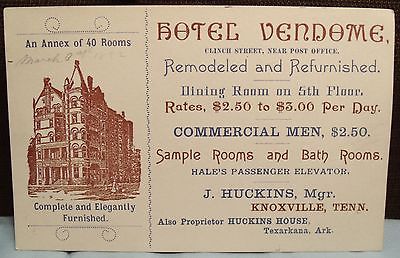 An Annex of 40 Rooms
March
Complete and Elegantly
Furnished.
HOTEL VENDOME,
CLINCH STREET, NEAR POST OFFICE.
Remodeled and Refurnished.
Dining Room on 5th Floor.
Rates, $2.50 to $3.00 Per Day.
COMMERCIAL MEN, $2.50.
Sample Rooms and Bath Rooms.
HALE'S PASSENGER ELEVATOR.
J. HUCKINS, Mgr.
KNOXVILLE, TENN.
Also Proprietor HUCKINS HOUSE,
Texarkana, Ark.